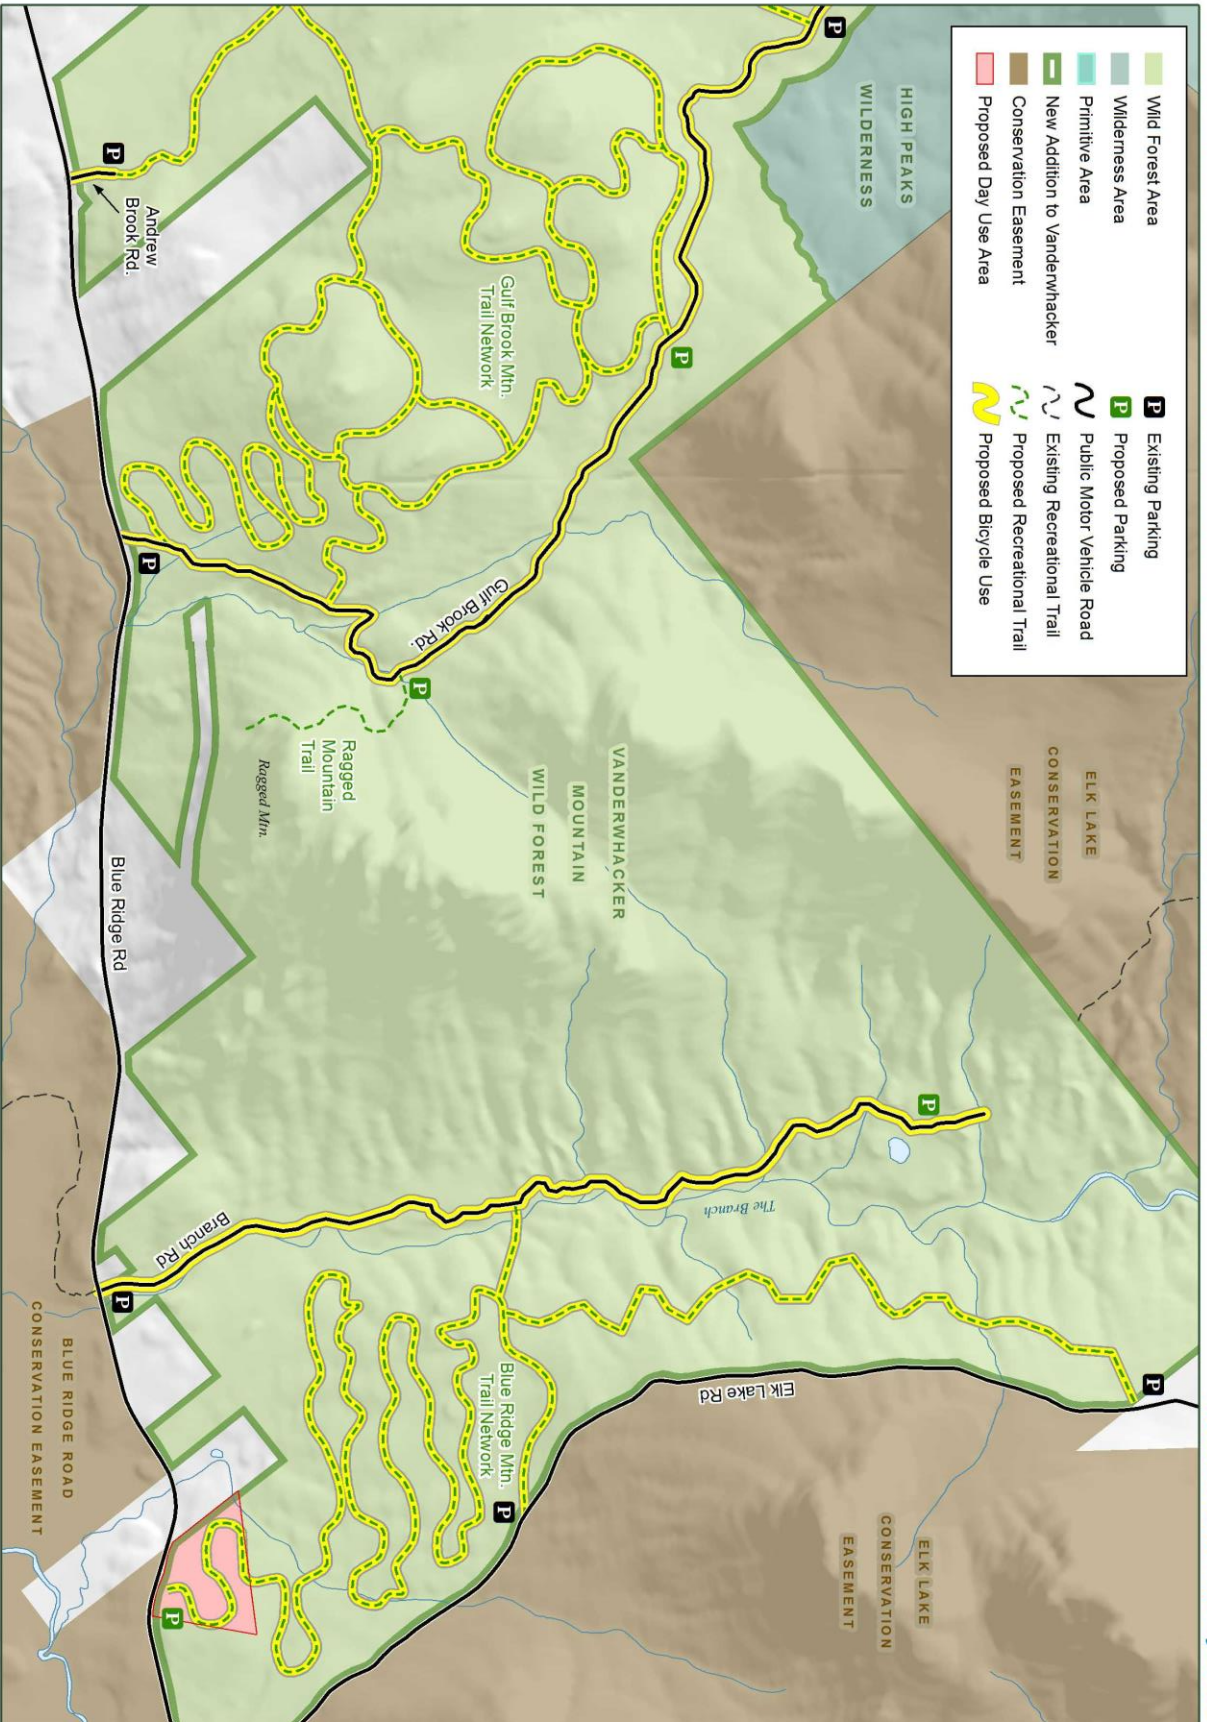 Wild Forest Area
Wilderness Area
Primitive Area
New Addition to Vanderwhacker
Conservation Easement
Proposed Day Use Area
P Existing Parking
P Proposed Parking
Public Motor Vehicle Road
Existing Recreational Trail
Proposed Recreational Trail
Proposed Bicycle Use
P
HIGH PEAKS
WILDERNESS
P
P
Andrew
Brook Rd.
Gulf Brook Mtn.
Trail Network
P
Gulf Brook Rd.
P
Ragged
Mountain
Trail
Ragged Mtn.
VANDERWHACKER
MOUNTAIN
WILD FOREST
ELK LAKE
CONSERVATION
EASEMENT
Blue Ridge Rd
P
The Branch
Branch Rd
P
P
Elk Lake Rd
Blue Ridge Mtn.
Trail Network
P
P
BLUE RIDGE ROAD
CONSERVATION EASEMENT
ELK LAKE
CONSERVATION
EASEMENT